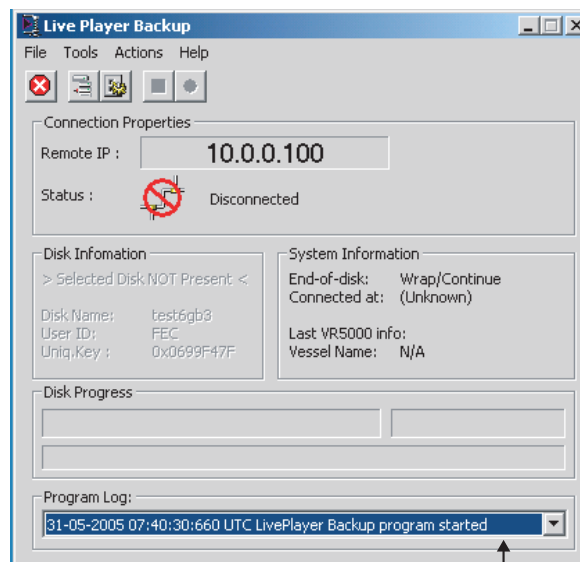 Live Player Backup
File Tools Actions Help
Connection Properties
Remote IP : 10.0.0.100
Status : Disconnected
Disk Infomation
> Selected Disk NOT Present <
Disk Name: test6gb3
User ID: FEC
Uniq.Key : 0x0699F47F
System Information
End-of-disk: Wrap/Continue
Connected at: (Unknown)
Last VR5000 info:
Vessel Name: N/A
Disk Progress
Program Log:
31-05-2005 07:40:30:660 UTC LivePlayer Backup program started